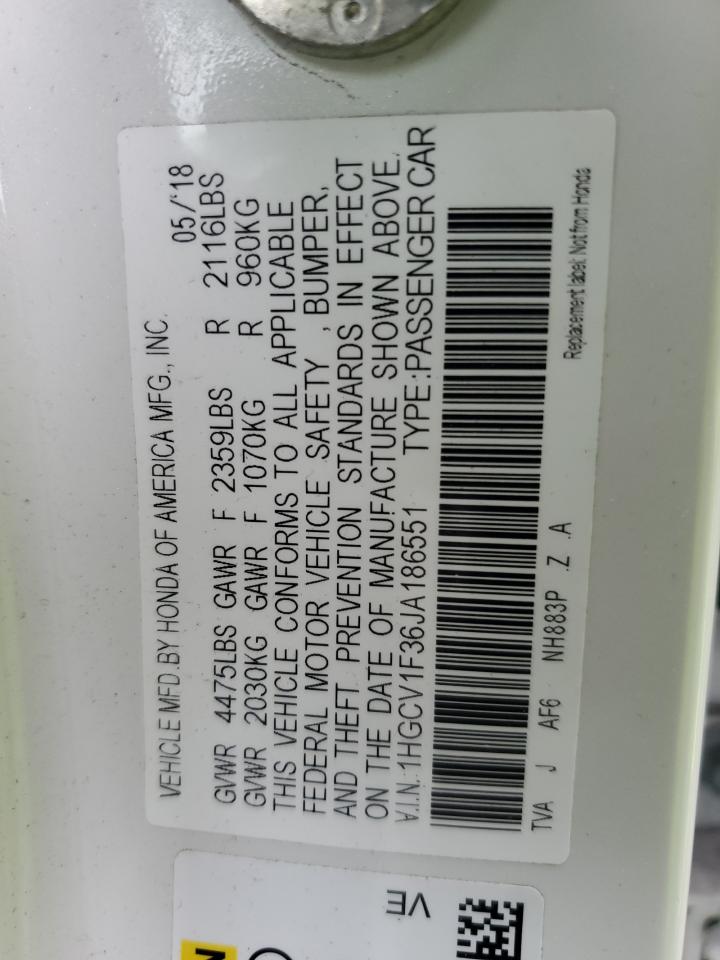 VEHICLE MFD.BY HONDA OF AMERICA MFG., INC.
05/'18
GVWR 4475LBS GAWR F 2359LBS R 2116LBS
GVWR 2030KG GAWR F 1070KG R 960KG
THIS VEHICLE CONFORMS TO ALL APPLICABLE
FEDERAL MOTOR VEHICLE SAFETY , BUMPER,
AND THEFT PREVENTION STANDARDS IN EFFECT
ON THE DATE OF MANUFACTURE SHOWN ABOVE.
V.I.N.:1HGCV1F36JA186551 TYPE:PASSENGER CAR
TVA J AF6 NH883P .Z .A
Replacement label: Not from Honda
VE